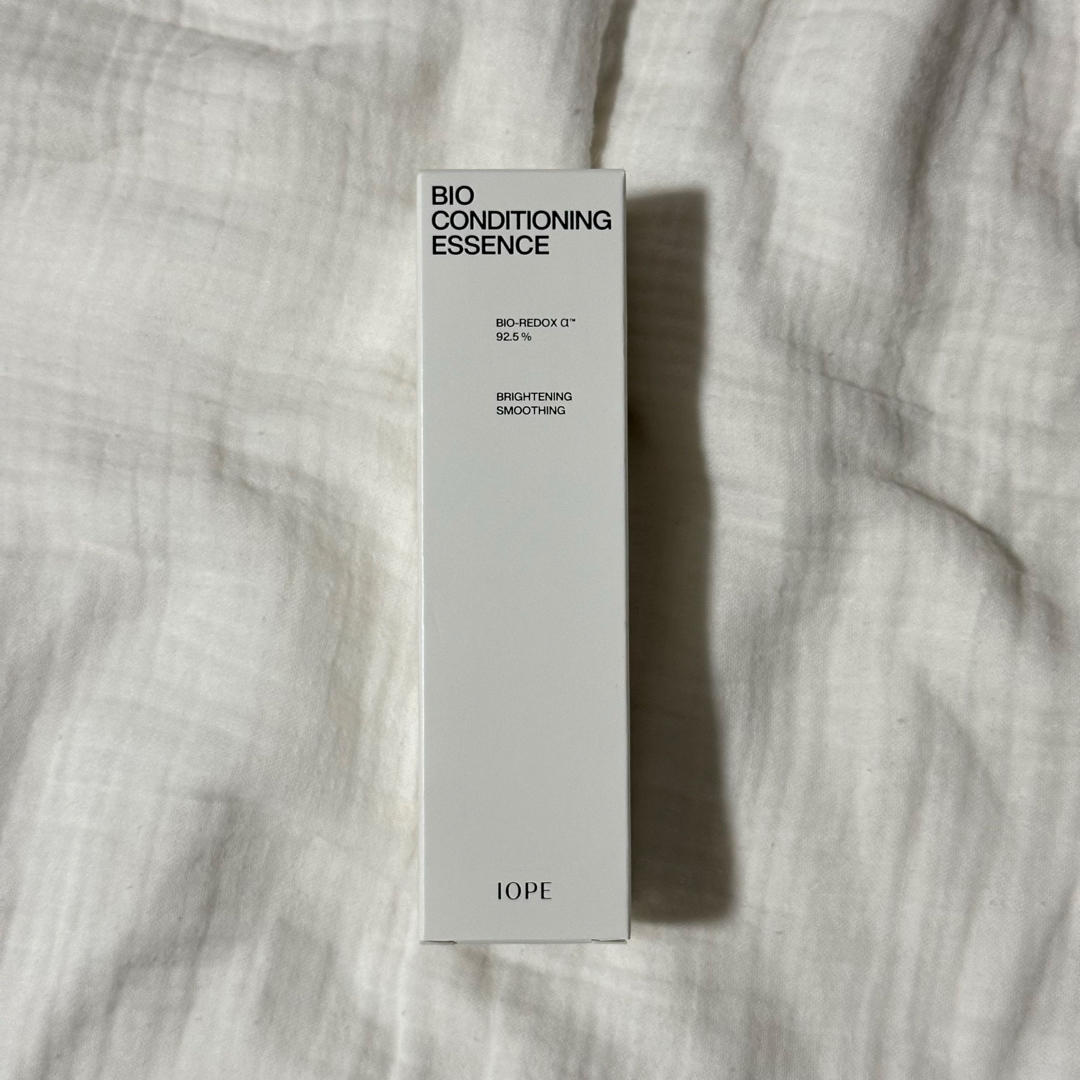 BIO
CONDITIONING
ESSENCE
BIO-REDOX α™
92.5 %
BRIGHTENING
SMOOTHING
IOPE